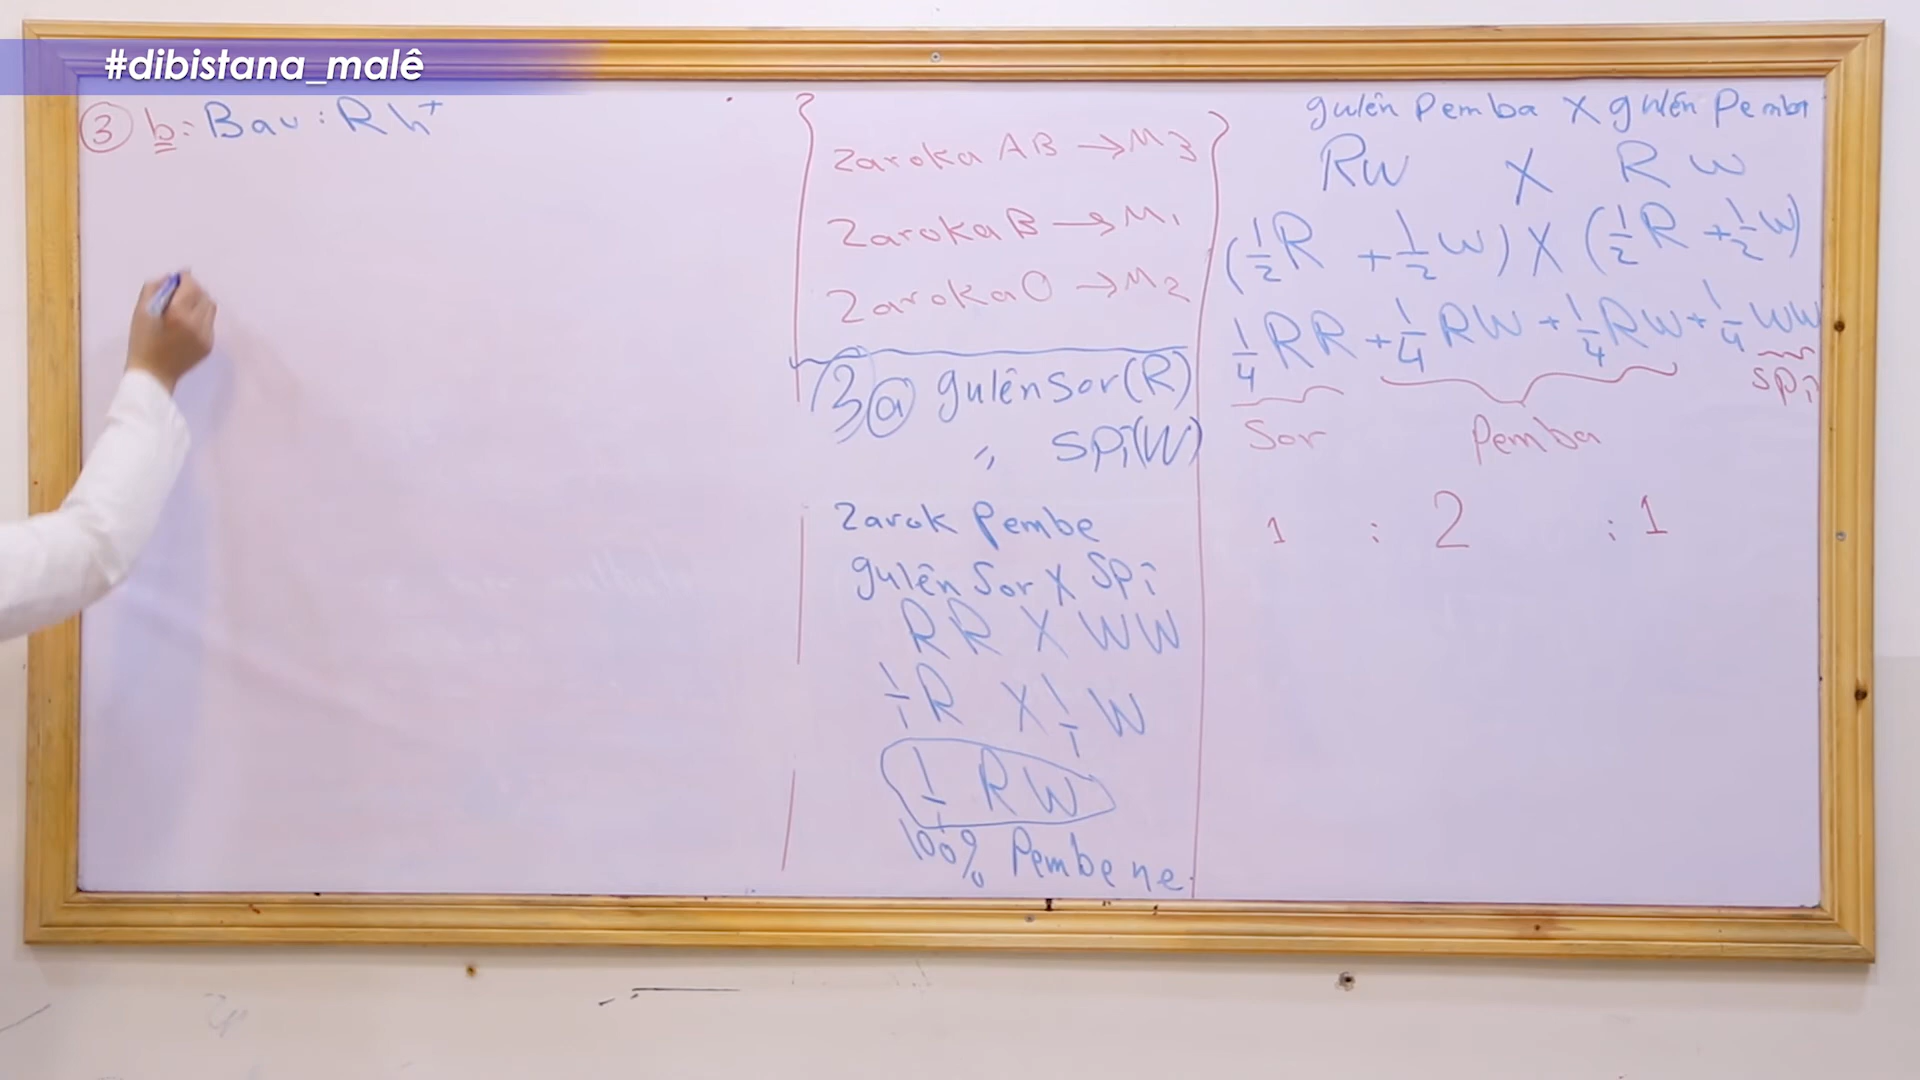 #dibistana_malê
③ b: Bav: Rh+
Zaroka AB → M3
Zaroka B → M1
Zaroka O → M2
3 ⓐ gulên Sor (R)
〃 Spî (W)
Zarok Pembe
gulên Sor X Spî
RR X WW
1/1 R X 1/1 W
1/1 RW
100% Pembe ne.
gulên Pemba X gulên Pemba
RW X RW
(1/2 R + 1/2 W) X (1/2 R + 1/2 W)
1/4 RR + 1/4 RW + 1/4 RW + 1/4 WW
Sor Pemba Spî
1 : 2 : 1